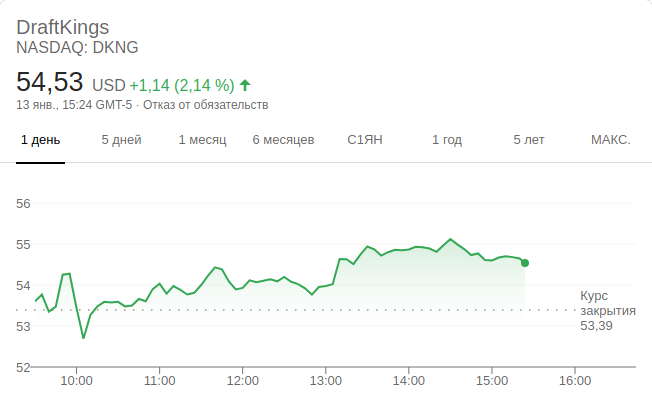 DraftKings
NASDAQ: DKNG
54,53 USD +1,14 (2,14 %)
13 янв., 15:24 GMT-5 · Отказ от обязательств
1 день 5 дней 1 месяц 6 месяцев С1ЯН 1 год 5 лет МАКС.
56
55
54
53
52
Курс
закрытия
53,39
10:00 11:00 12:00 13:00 14:00 15:00 16:00